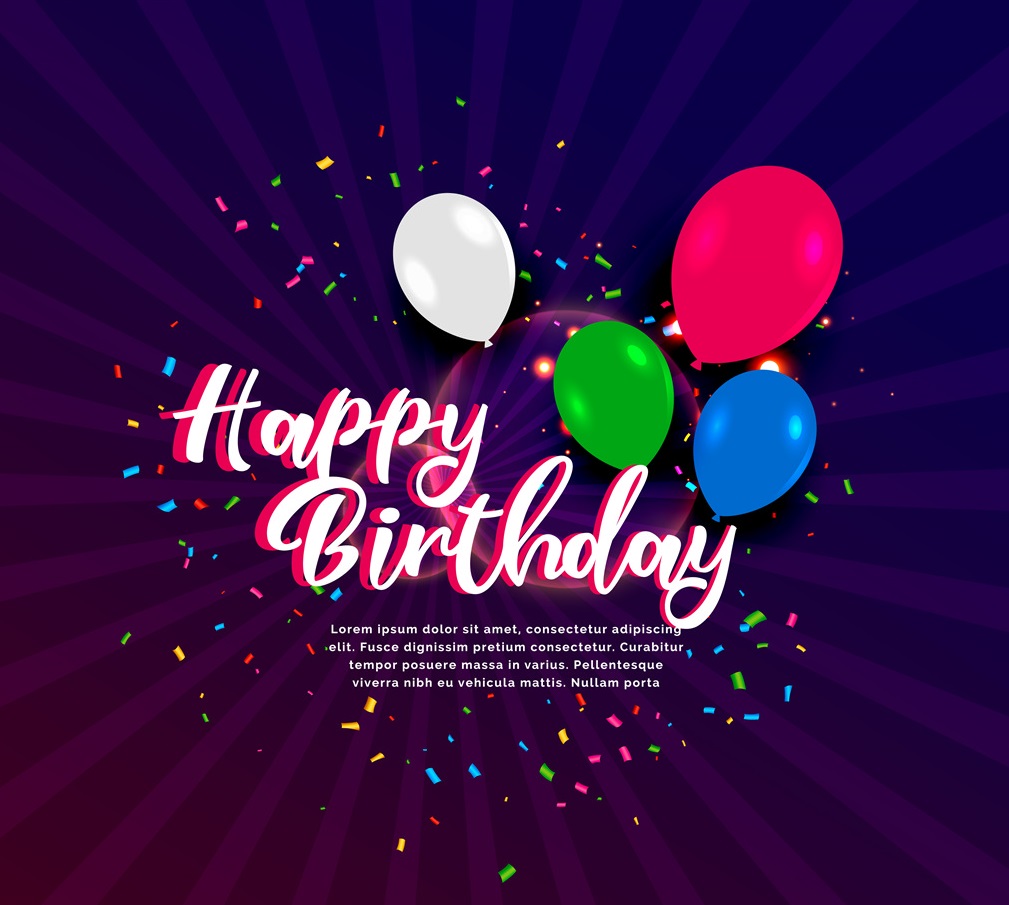 Happy
Birthday
Lorem ipsum dolor sit amet, consectetur adipiscing
elit. Fusce dignissim pretium consectetur. Curabitur
tempor posuere massa in varius. Pellentesque
viverra nibh eu vehicula mattis. Nullam porta